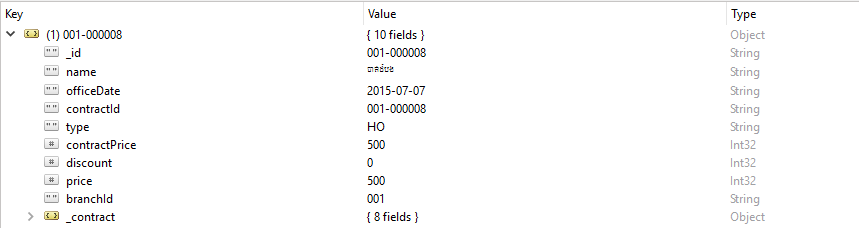 Key Value Type
(1) 001-000008 { 10 fields } Object
_id 001-000008 String
name String
officeDate 2015-07-07 String
contractId 001-000008 String
type HO String
contractPrice 500 Int32
discount 0 Int32
price 500 Int32
branchId 001 String
_contract { 8 fields } Object